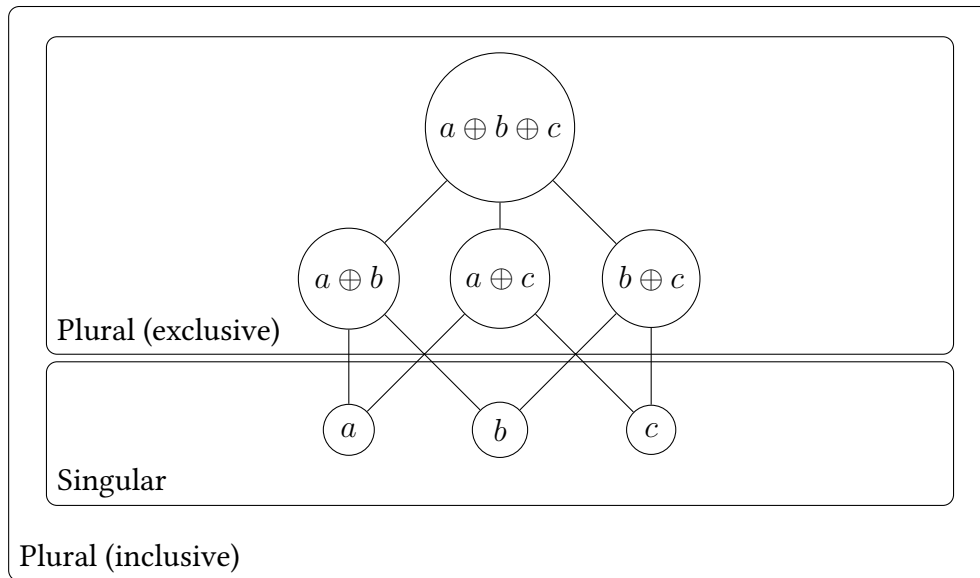 a ⊕ b ⊕ c
a ⊕ b
a ⊕ c
b ⊕ c
Plural (exclusive)
a
b
c
Singular
Plural (inclusive)